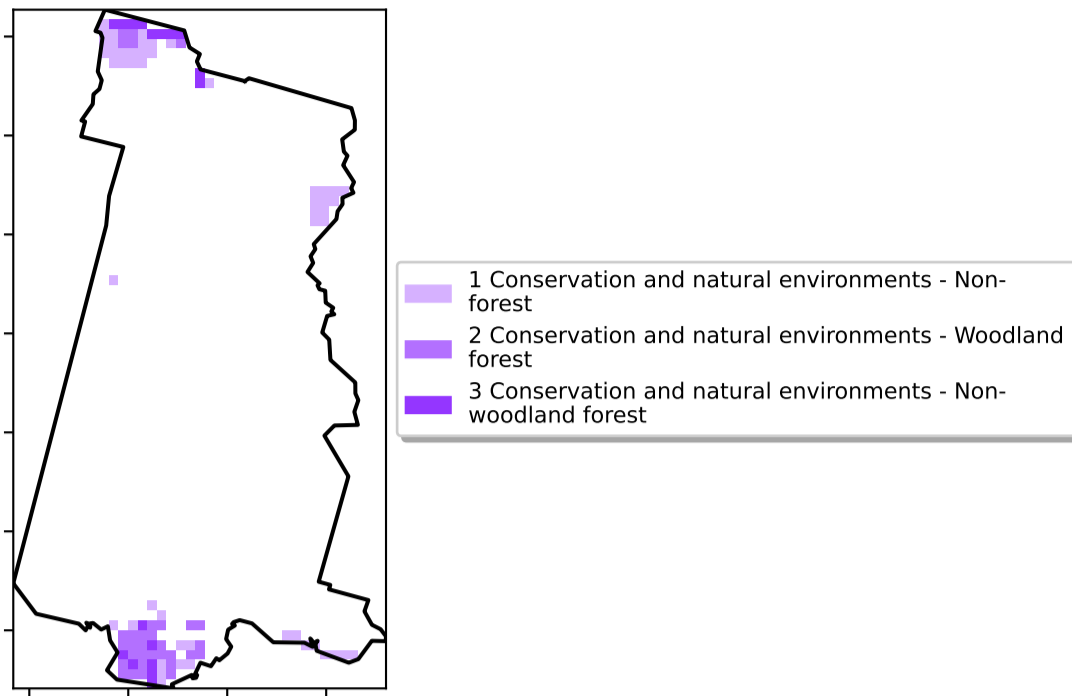 1 Conservation and natural environments - Non-
forest
2 Conservation and natural environments - Woodland
forest
3 Conservation and natural environments - Non-
woodland forest